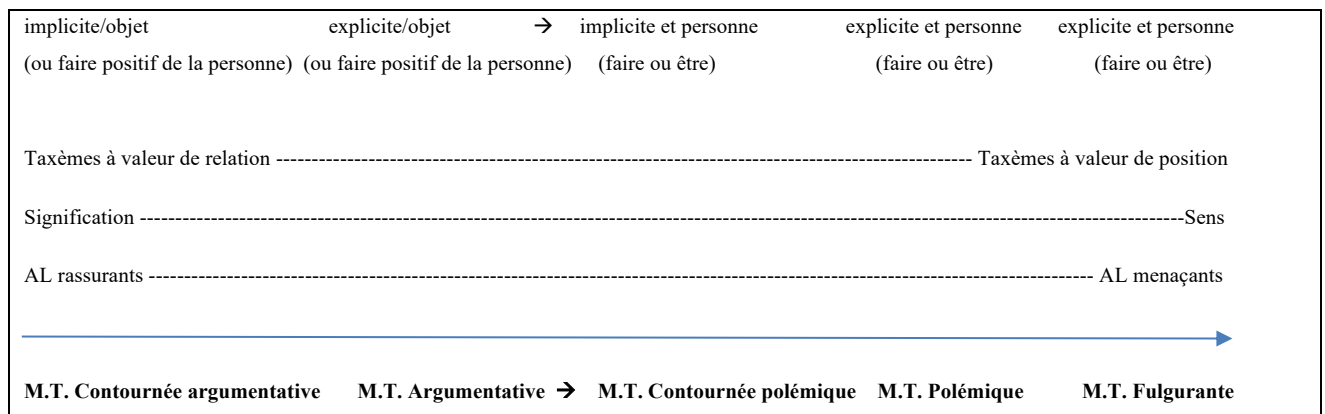 implicite/objet explicite/objet → implicite et personne explicite et personne explicite et personne
(ou faire positif de la personne) (ou faire positif de la personne) (faire ou être) (faire ou être) (faire ou être)
Taxèmes à valeur de relation ---------------------------------------------------------------------------------------------- Taxèmes à valeur de position
Signification ---------------------------------------------------------------------------------------------------------------------------------------------Sens
AL rassurants ------------------------------------------------------------------------------------------------------------------------------- AL menaçants
M.T. Contournée argumentative M.T. Argumentative → M.T. Contournée polémique M.T. Polémique M.T. Fulgurante